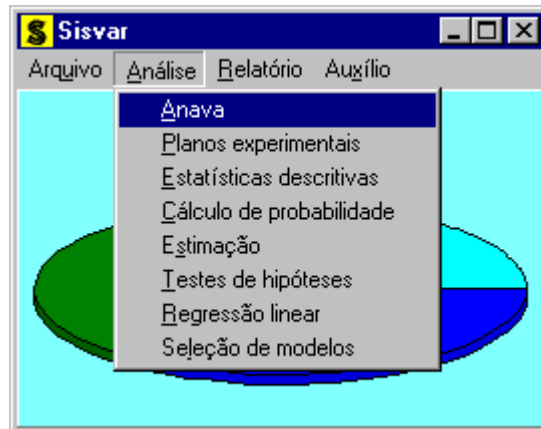 S Sisvar
Arquivo Análise Relatório Auxílio
Anava
Planos experimentais
Estatísticas descritivas
Cálculo de probabilidade
Estimação
Testes de hipóteses
Regressão linear
Seleção de modelos